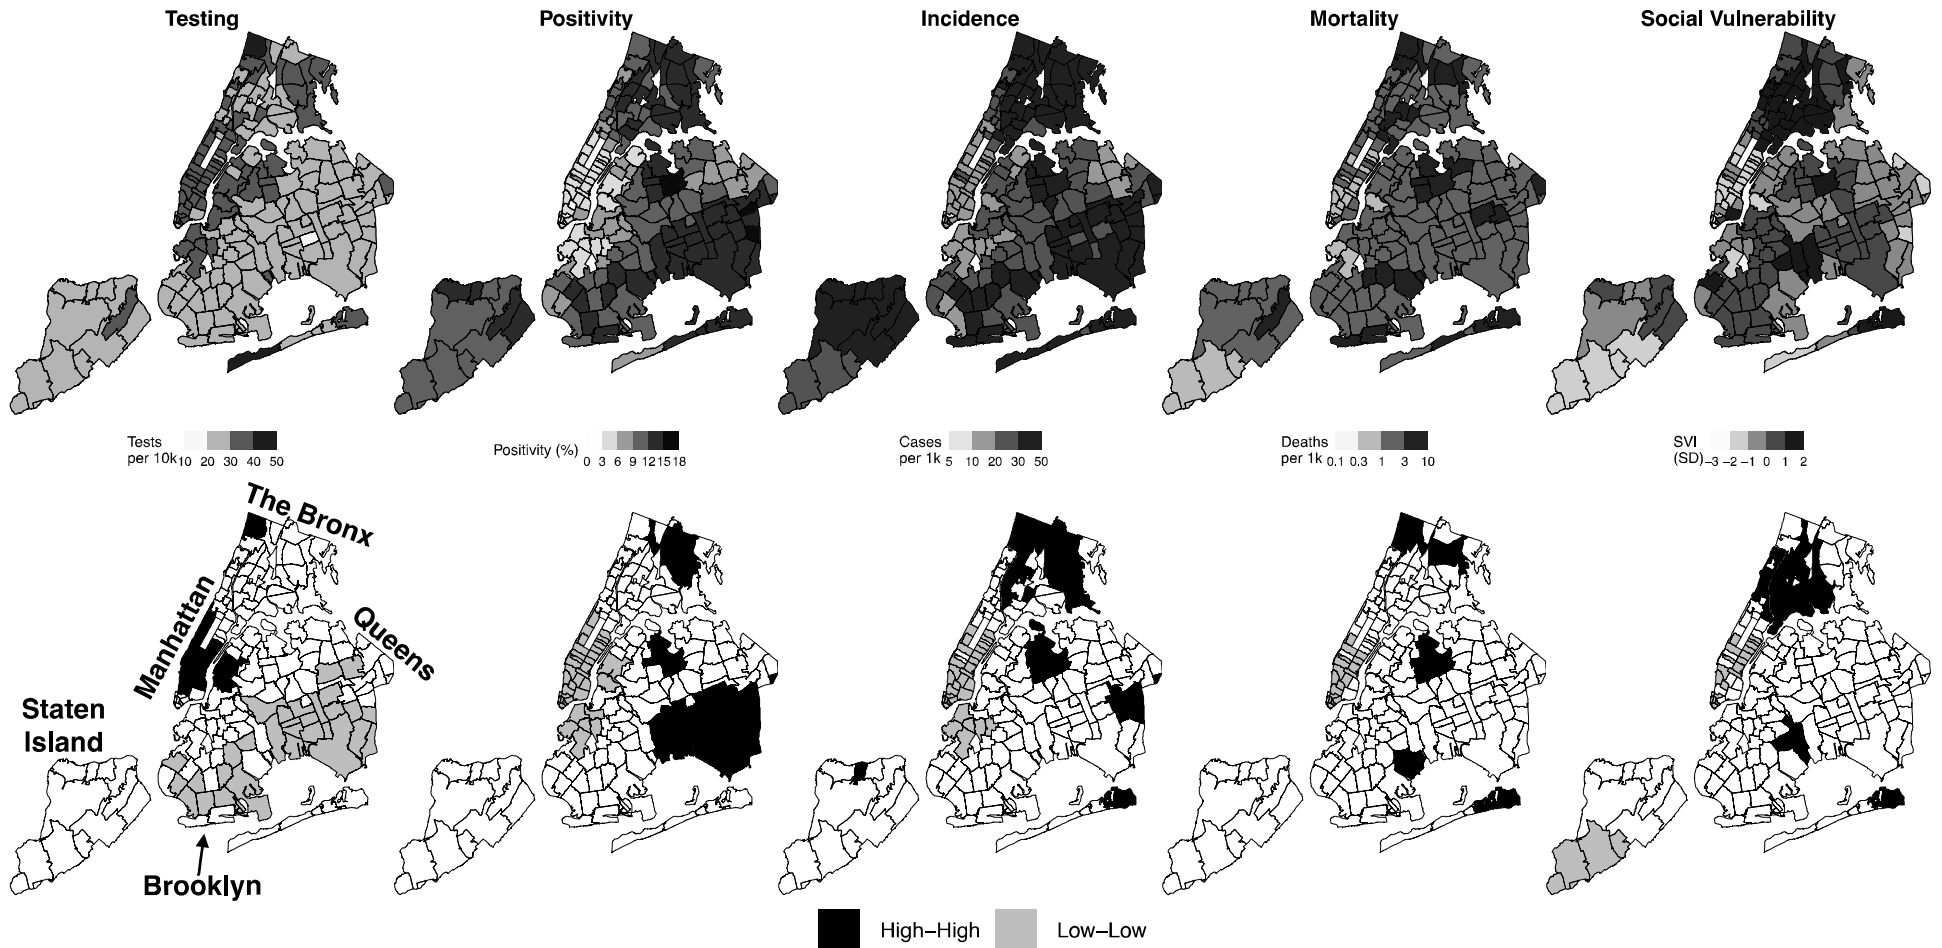 Testing
Positivity
Incidence
Mortality
Social Vulnerability
Tests
per 10k 10 20 30 40 50
Positivity (%) 0 3 6 9 12 15 18
Cases
per 1k 5 10 20 30 50
Deaths
per 1k 0.1 0.3 1 3 10
SVI
(SD) −3 −2 −1 0 1 2
The Bronx
Manhattan
Queens
Staten
Island
Brooklyn
High−High
Low−Low